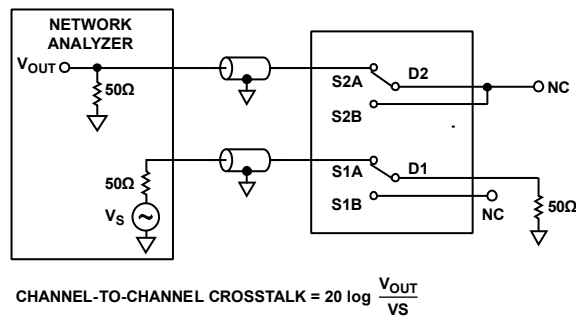 NETWORK
ANALYZER
VOUT
50Ω
50Ω
VS
S2A
D2
S2B
NC
S1A
D1
S1B
NC
50Ω
CHANNEL-TO-CHANNEL CROSSTALK = 20 log VOUT
VS